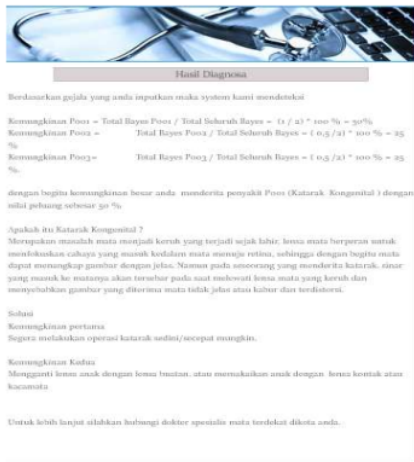 Hasil Diagnosa
Berdasarkan gejala yang anda inputkan maka system kami mendeteksi
Kemungkinan P001 = Total Bayes P001 / Total Seluruh Bayes = (1 / 2) * 100 % = 50%
Kemungkinan P002 = Total Bayes P002 / Total Seluruh Bayes = ( 0,5 /2) * 100 % = 25
%
Kemungkinan P003= Total Bayes P003 / Total Seluruh Bayes = ( 0,5 /2) * 100 % = 25
%.
dengan begitu kemungkinan besar anda menderita penyakit P001 (Katarak Kongenital ) dengan
nilai peluang sebesar 50 %
Apakah itu Katarak Kongenital ?
Merupakan masalah mata menjadi keruh yang terjadi sejak lahir. lensa mata berperan untuk
memfokuskan cahaya yang masuk kedalam mata menuju retina, sehingga dengan begitu mata
dapat menangkap gambar dengan jelas. Namun pada seseorang yang menderita katarak, sinar
yang masuk ke matanya akan tersebar pada saat melewati lensa mata yang keruh dan
menyebabkan gambar yang diterima mata tidak jelas atau kabur dan terdistorsi.
Solusi
Kemungkinan pertama
Segera melakukan operasi katarak sedini/secepat mungkin.
Kemungkinan Kedua
Mengganti lensa anak dengan lensa buatan, atau memakaikan anak dengan lensa kontak atau
kacamata
Untuk lebih lanjut silahkan hubungi doktor spesialis mata terdekat dikota anda.